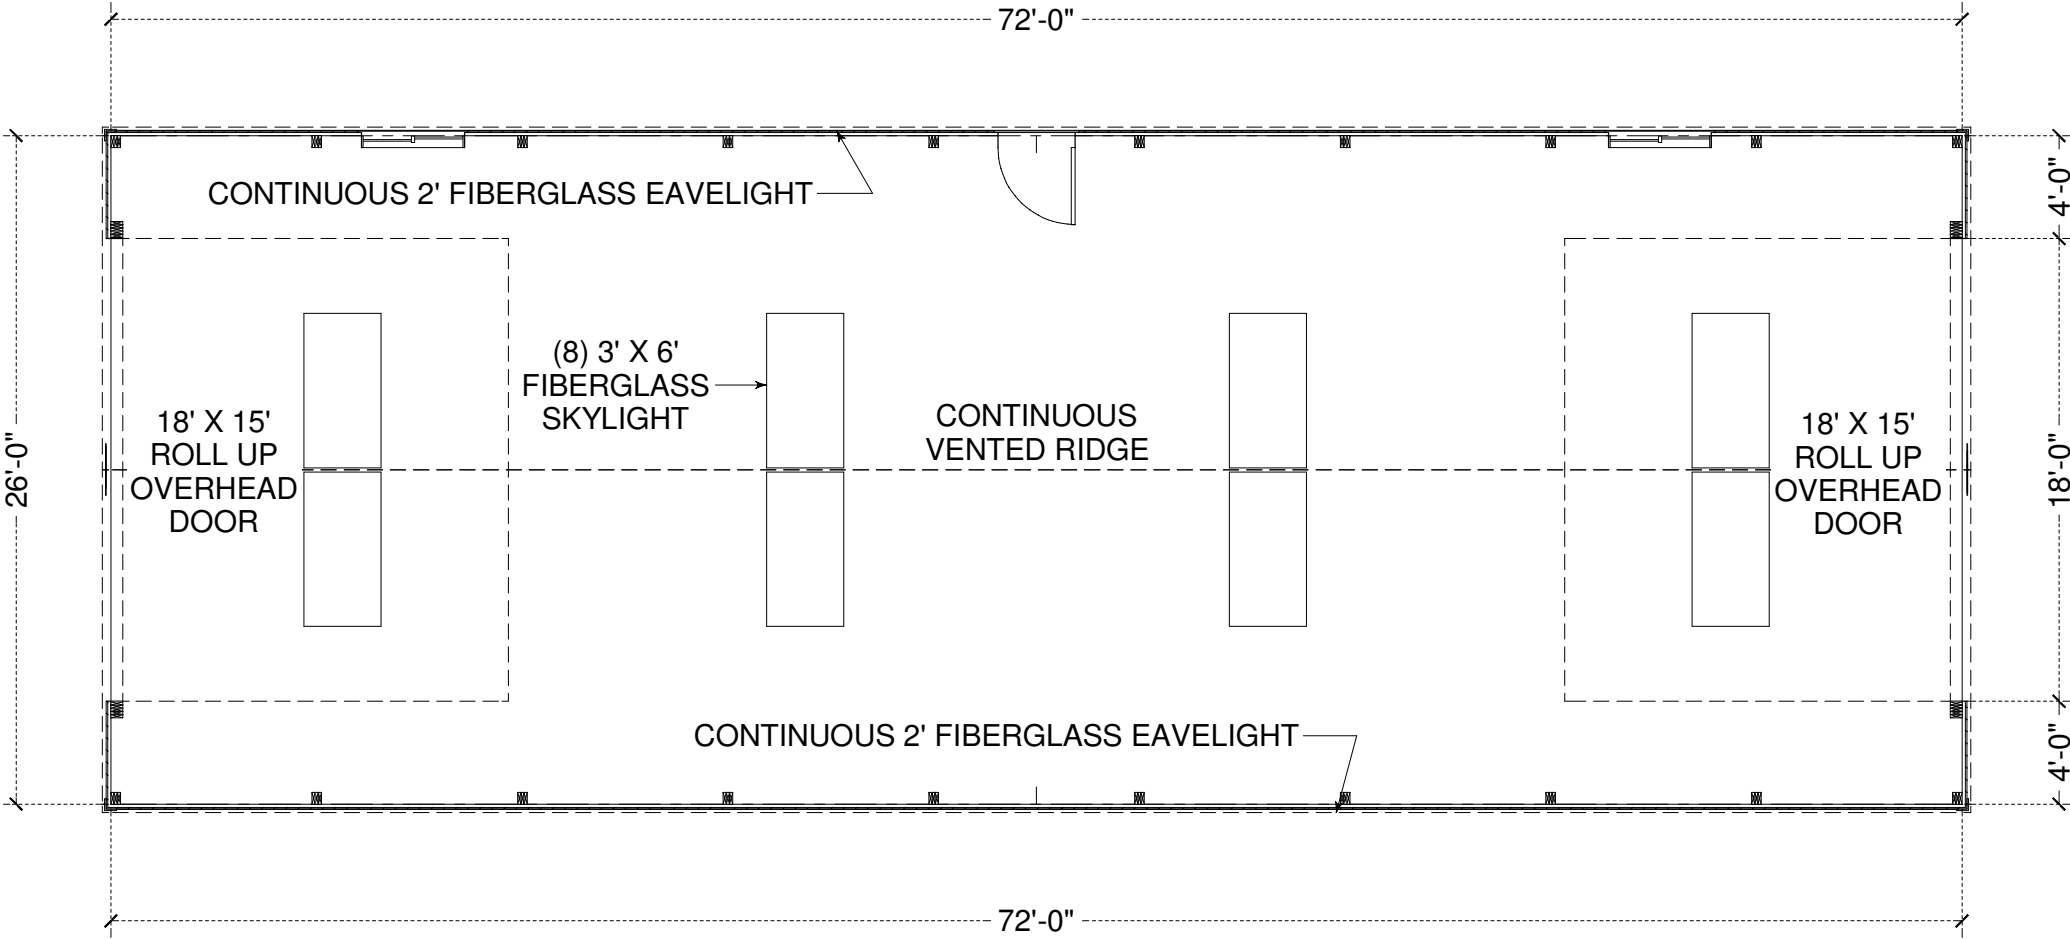 72'-0"
CONTINUOUS 2' FIBERGLASS EAVELIGHT
4'-0"
(8) 3' X 6'
FIBERGLASS
SKYLIGHT
18' X 15'
ROLL UP
OVERHEAD
DOOR
CONTINUOUS
VENTED RIDGE
18' X 15'
ROLL UP
OVERHEAD
DOOR
26'-0"
18'-0"
CONTINUOUS 2' FIBERGLASS EAVELIGHT
4'-0"
72'-0"